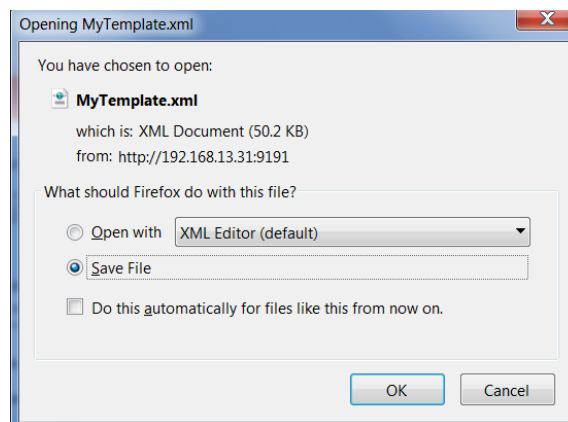 Opening MyTemplate.xml
You have chosen to open:
MyTemplate.xml
which is: XML Document (50.2 KB)
from: http://192.168.13.31:9191
What should Firefox do with this file?
Open with XML Editor (default)
Save File
Do this automatically for files like this from now on.
OK Cancel